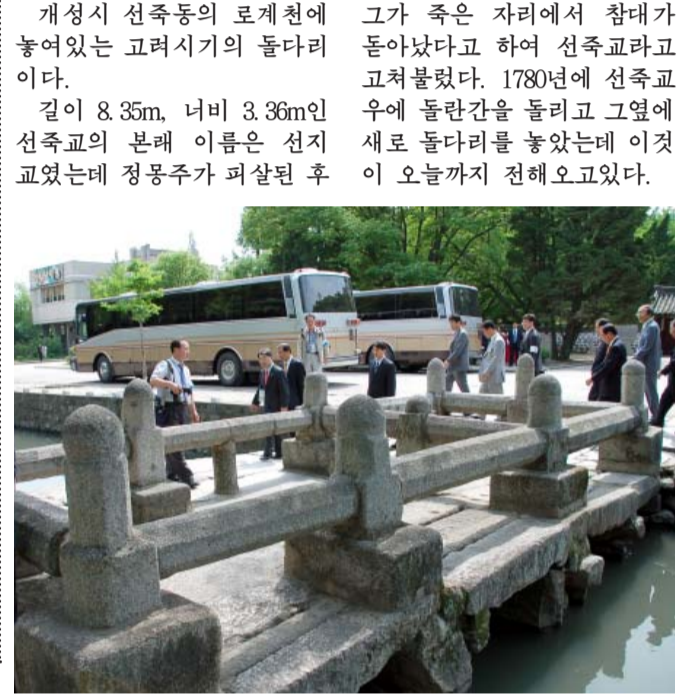 개성시 선죽동의 로계천에
놓여있는 고려시기의 돌다리
이다.
길이 8.35m, 너비 3.36m인
선죽교의 본래 이름은 선지
교였는데 정몽주가 피살된 후
그가 죽은 자리에서 참대가
돋아났다고 하여 선죽교라고
고쳐불렀다. 1780년에 선죽교
우에 돌란간을 돌리고 그옆에
새로 돌다리를 놓았는데 이것
이 오늘까지 전해오고있다.